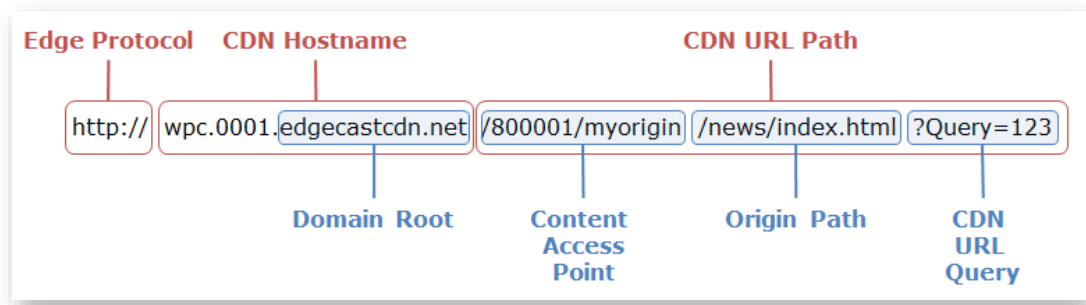 Edge Protocol CDN Hostname CDN URL Path
http:// wpc.0001.edgecastcdn.net /800001/myorigin /news/index.html ?Query=123
Domain Root
Content
Access
Point
Origin Path
CDN
URL
Query